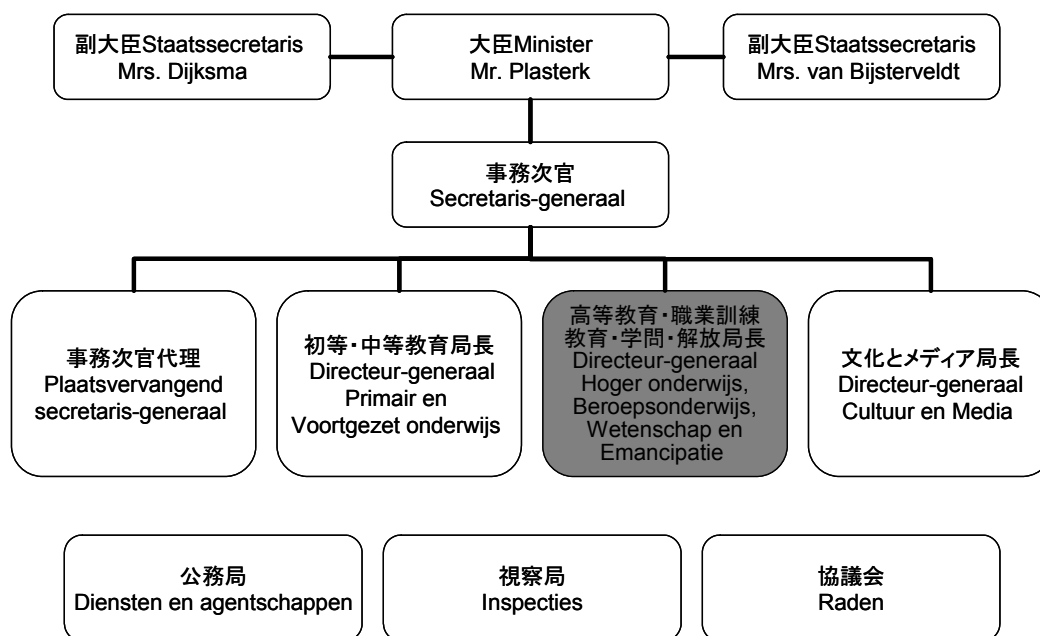 副大臣Staatssecretaris
Mrs. Dijksma
大臣Minister
Mr. Plasterk
副大臣Staatssecretaris
Mrs. van Bijsterveldt
事務次官
Secretaris-generaal
事務次官代理
Plaatsvervangend
secretaris-generaal
初等・中等教育局長
Directeur-generaal
Primair en
Voortgezet onderwijs
高等教育・職業訓練
教育・学問・解放局長
Directeur-generaal
Hoger onderwijs,
Beroepsonderwijs,
Wetenschap en
Emancipatie
文化とメディア局長
Directeur-generaal
Cultuur en Media
公務局
Diensten en agentschappen
視察局
Inspecties
協議会
Raden